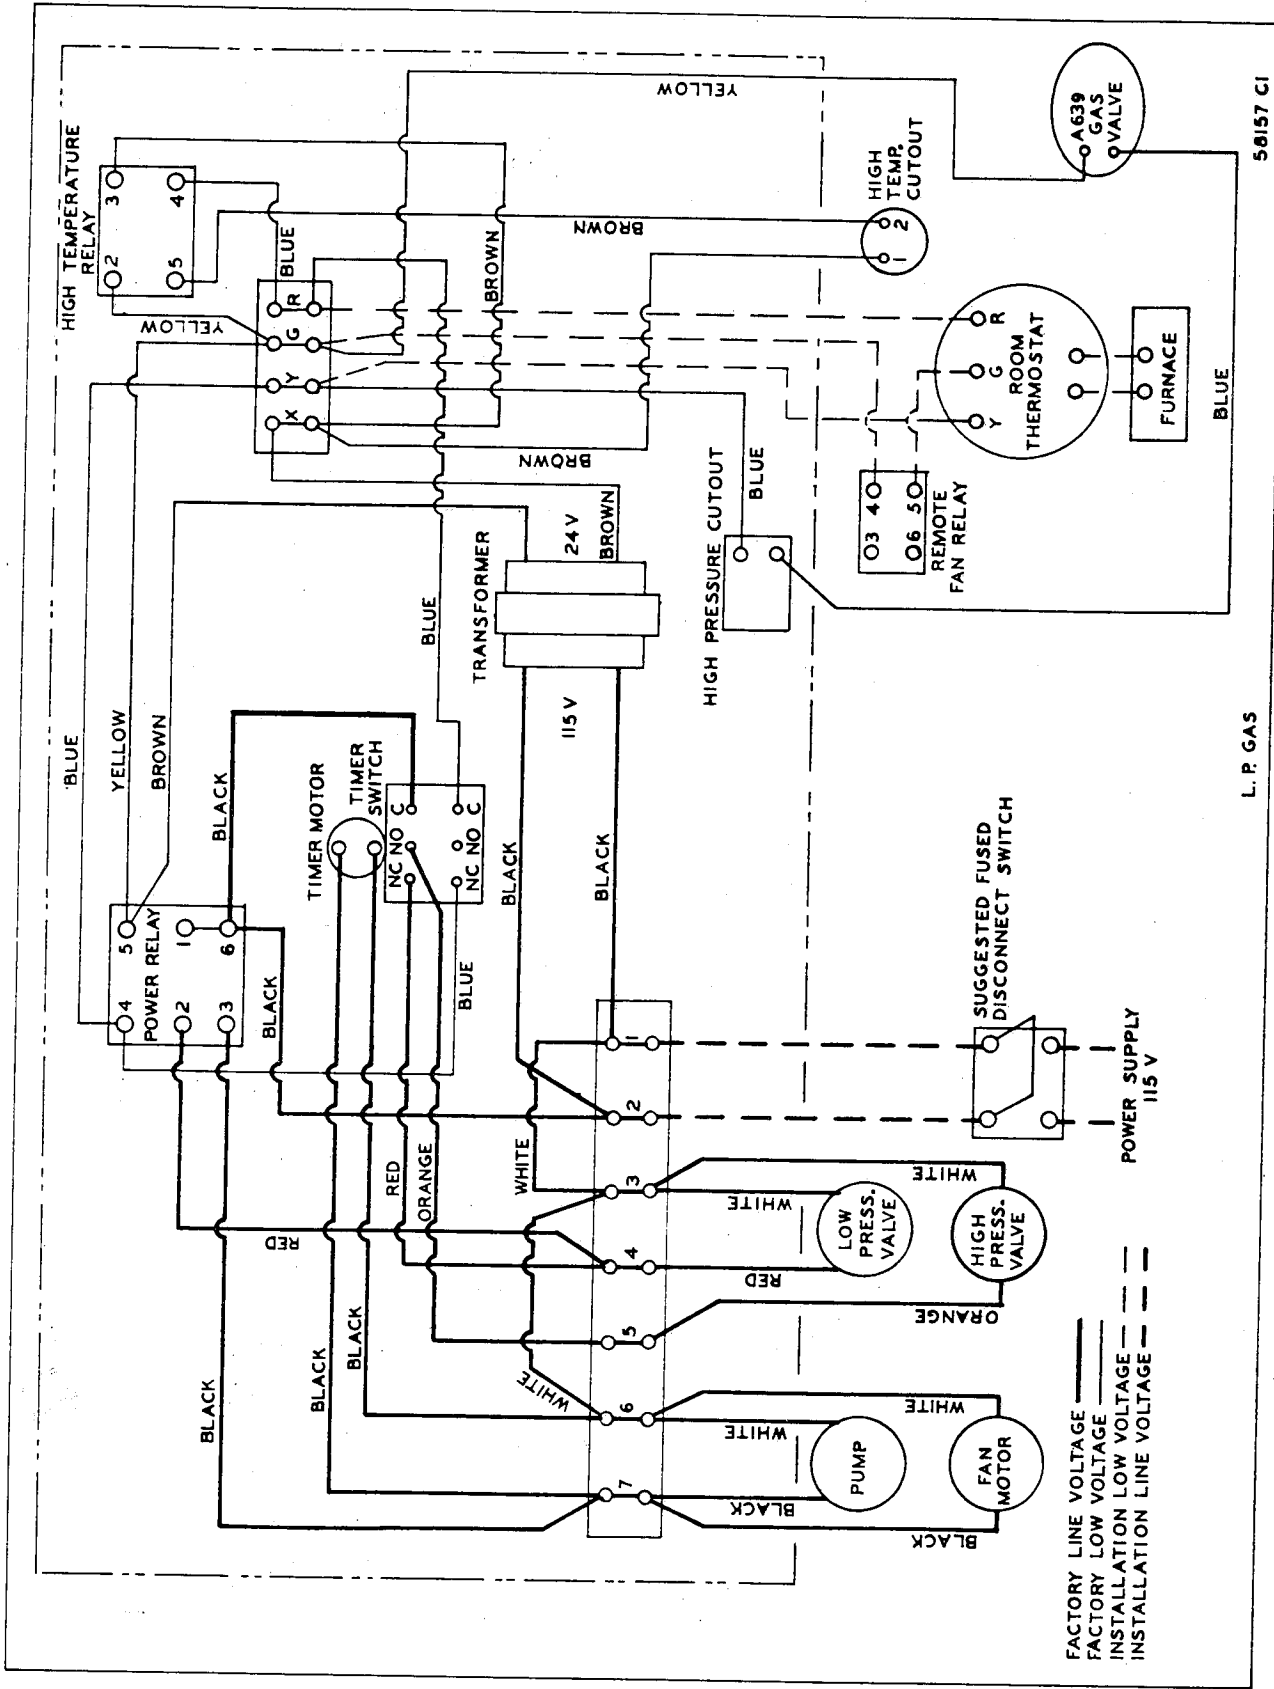 HIGH TEMPERATURE
RELAY
2
3
5
4
YELLOW
BLUE
X
Y
G
R
BROWN
BROWN
YELLOW
BROWN
HIGH
TEMP.
CUTOUT
1
2
A639
GAS
VALVE
BLUE
YELLOW
BROWN
BLACK
4
5
POWER RELAY
2
1
3
6
BLACK
TIMER MOTOR
TIMER
SWITCH
NC NO C
NC NO C
BLUE
BLUE
TRANSFORMER
115 V
24 V
BROWN
BLACK
BLACK
HIGH PRESSURE CUTOUT
BLUE
3 4
6 5
REMOTE
FAN RELAY
Y G R
ROOM
THERMOSTAT
FURNACE
BLUE
BLACK
BLACK
BLACK
RED
RED
ORANGE
WHITE
WHITE
7
6
5
4
3
2
1
BLACK
WHITE
RED
WHITE
PUMP
LOW
PRESS.
VALVE
BLACK
WHITE
ORANGE
WHITE
FAN
MOTOR
HIGH
PRESS.
VALVE
SUGGESTED FUSED
DISCONNECT SWITCH
POWER SUPPLY
115 V
FACTORY LINE VOLTAGE
FACTORY LOW VOLTAGE
INSTALLATION LOW VOLTAGE
INSTALLATION LINE VOLTAGE
L. P. GAS
58157 C1